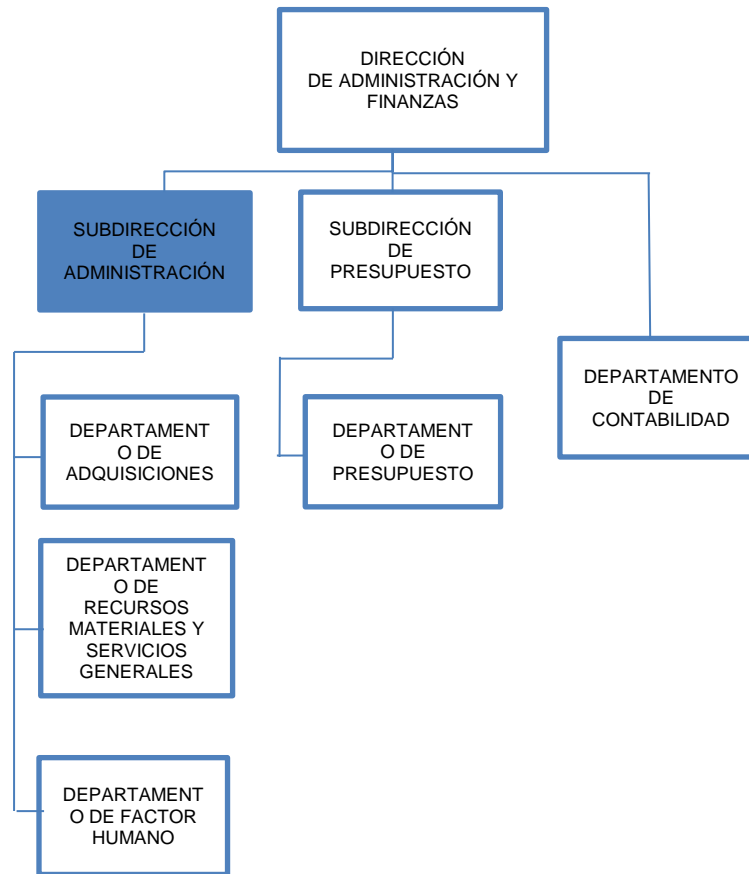 DIRECCIÓN
DE ADMINISTRACIÓN Y
FINANZAS
SUBDIRECCIÓN
DE
ADMINISTRACIÓN
SUBDIRECCIÓN
DE
PRESUPUESTO
DEPARTAMENTO
DE
CONTABILIDAD
DEPARTAMENT
O DE
ADQUISICIONES
DEPARTAMENT
O DE
PRESUPUESTO
DEPARTAMENT
O DE
RECURSOS
MATERIALES Y
SERVICIOS
GENERALES
DEPARTAMENT
O DE FACTOR
HUMANO